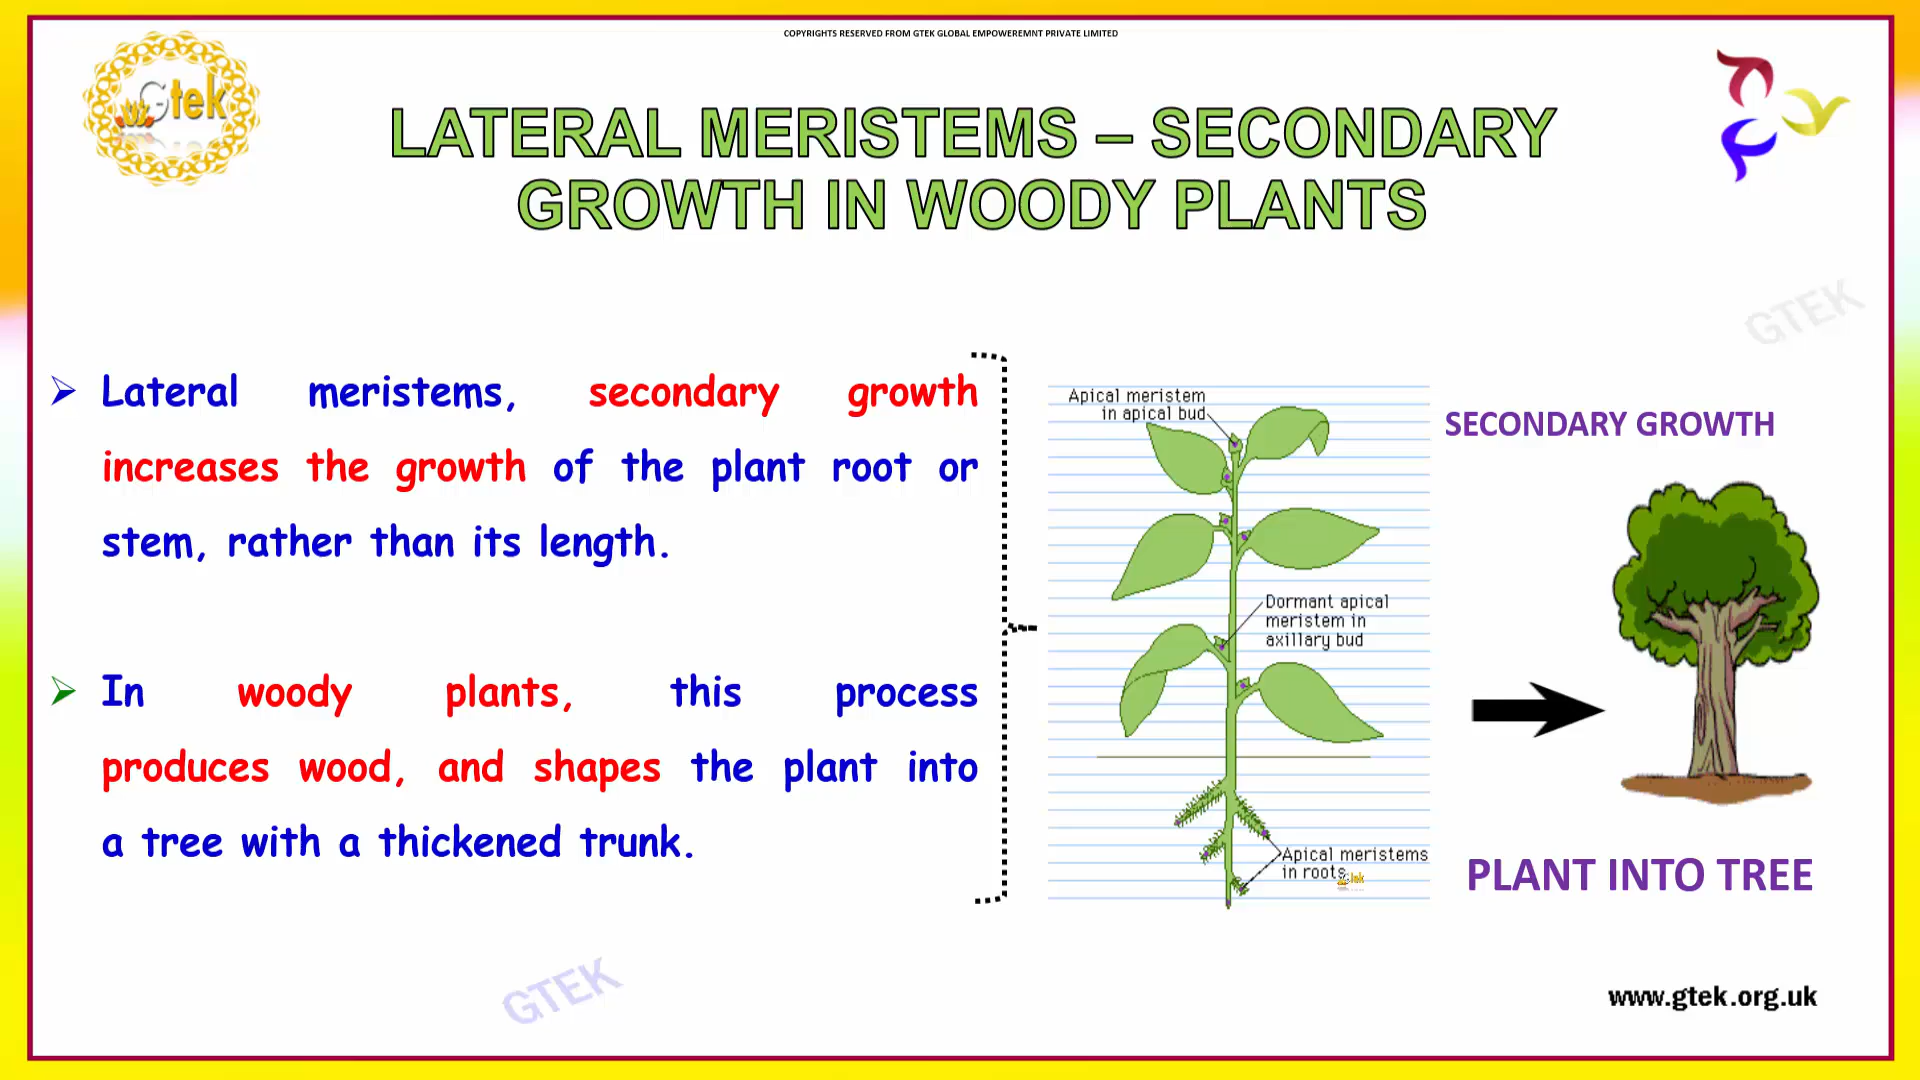 COPYRIGHTS RESERVED FROM GTEK GLOBAL EMPOWEREMNT PRIVATE LIMITED
Gtek
LATERAL MERISTEMS – SECONDARY
GROWTH IN WOODY PLANTS
GTEK
Lateral meristems, secondary growth
increases the growth of the plant root or
stem, rather than its length.
In woody plants, this process
produces wood, and shapes the plant into
a tree with a thickened trunk.
Apical meristem
in apical bud
Dormant apical
meristem in
axillary bud
Apical meristems
in roots
SECONDARY GROWTH
PLANT INTO TREE
GTEK
www.gtek.org.uk